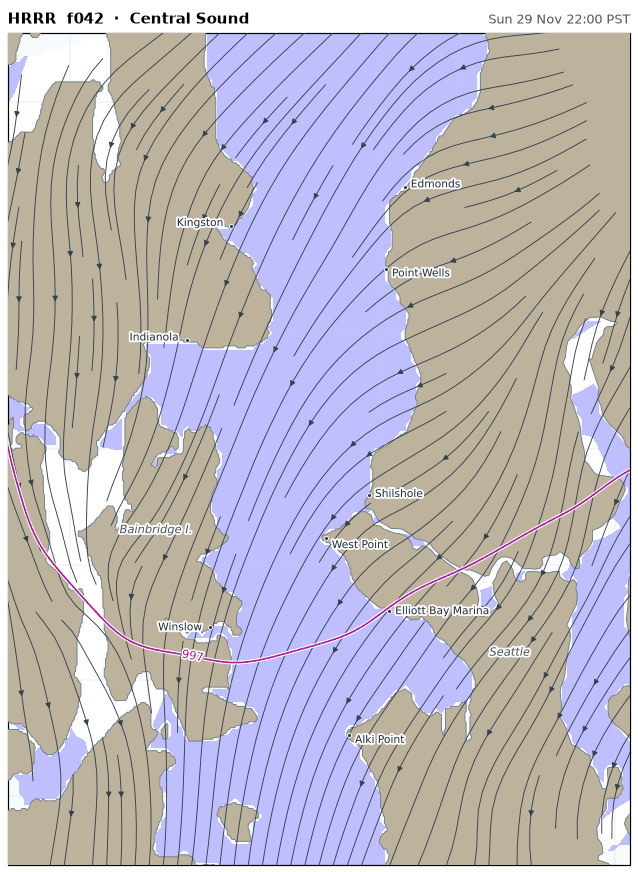 HRRR f042 · Central Sound
Sun 29 Nov 22:00 PST
Edmonds
Kingston
Point Wells
Indianola
Shilshole
Bainbridge I.
West Point
Elliott Bay Marina
Winslow
Seattle
997
Alki Point